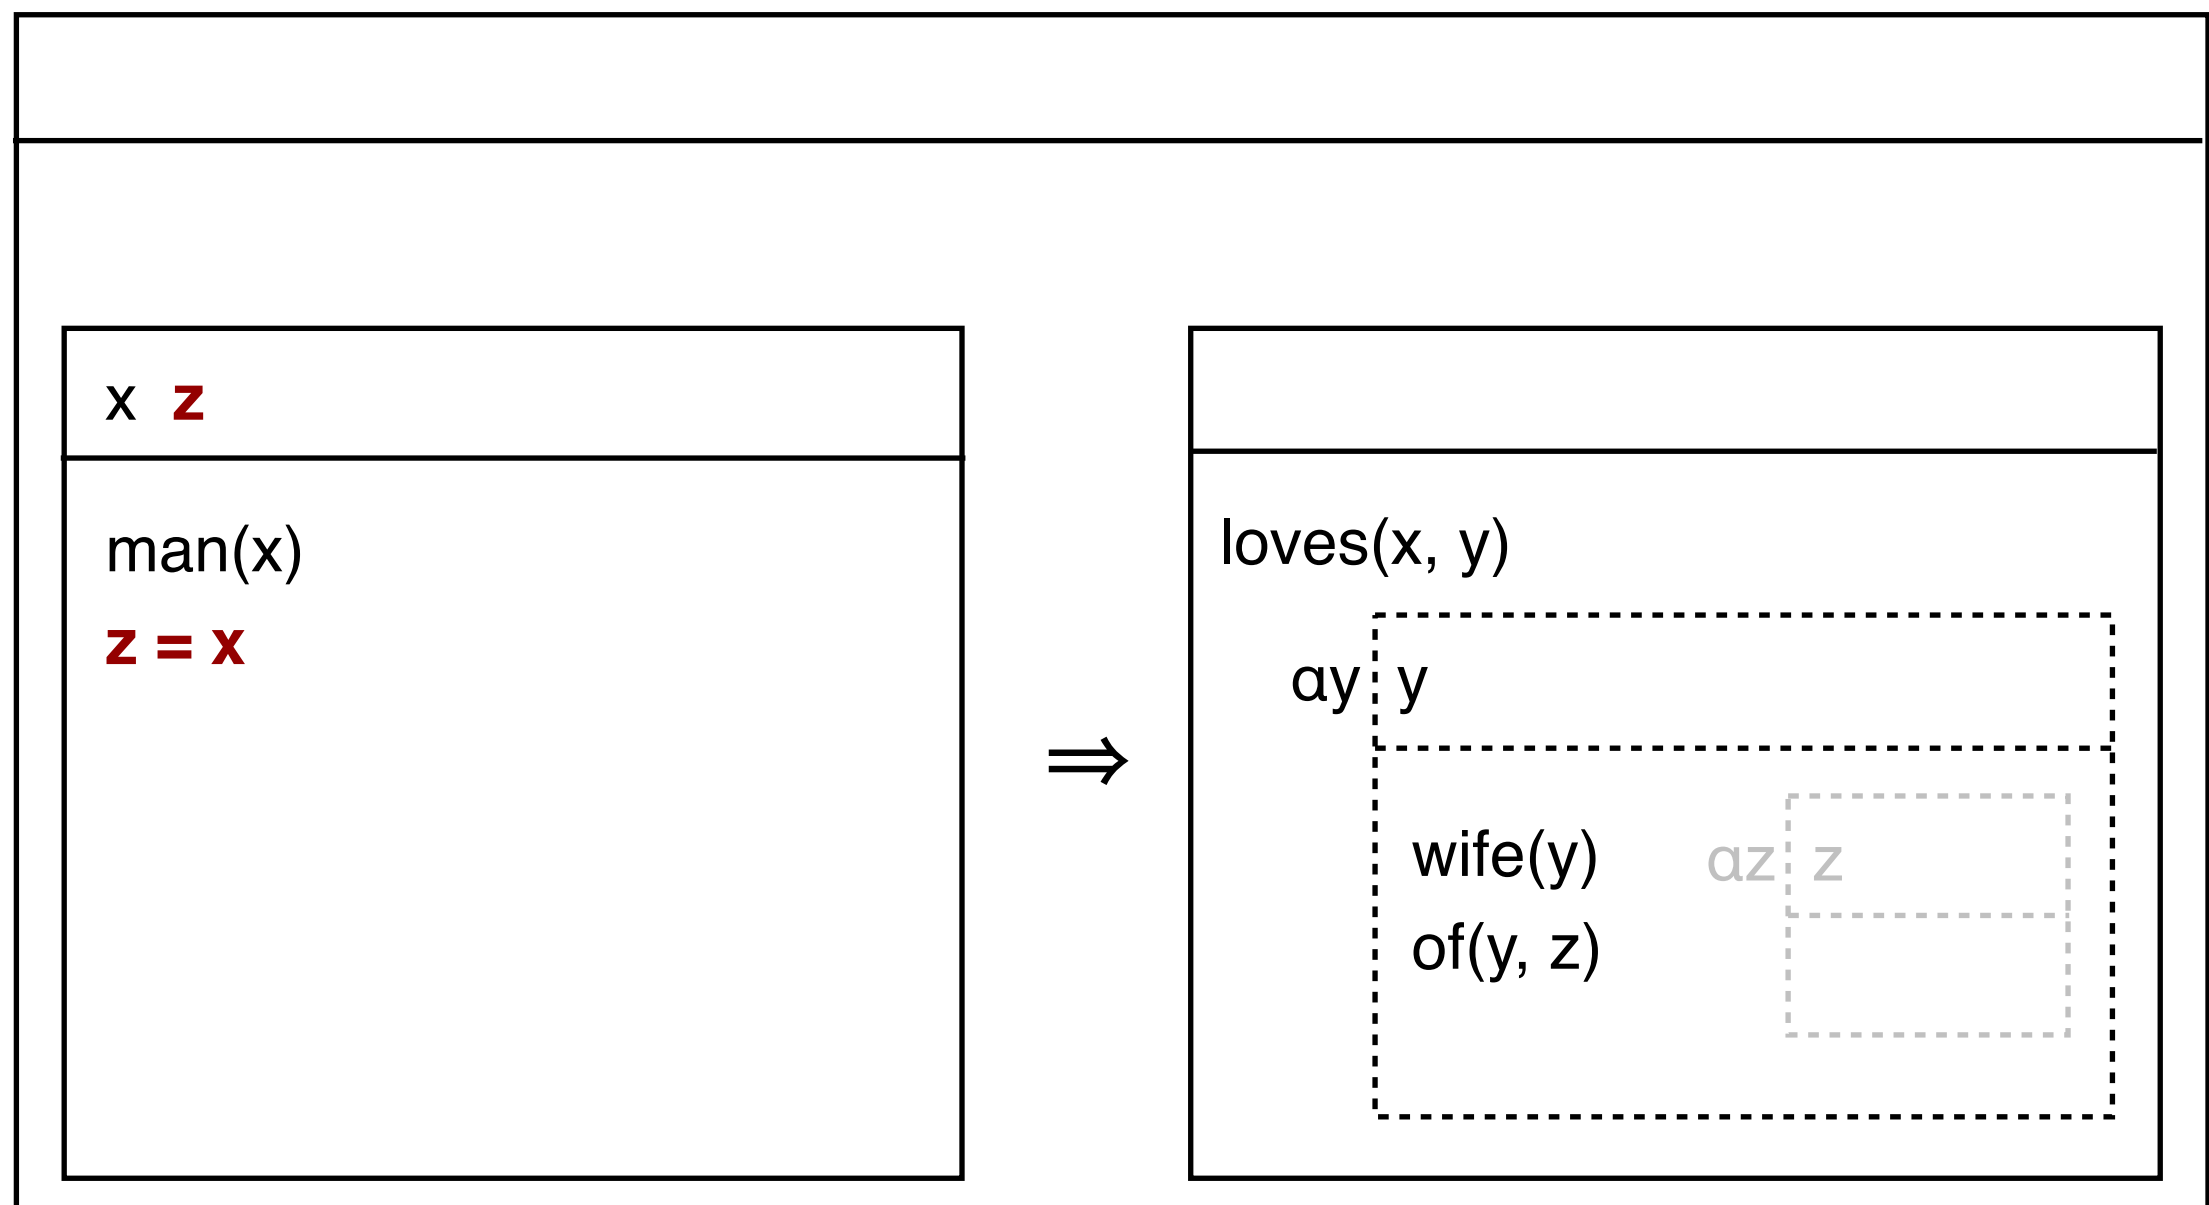 x z
man(x)
z = x
⇒
loves(x, y)
αy y
wife(y) αz z
of(y, z)